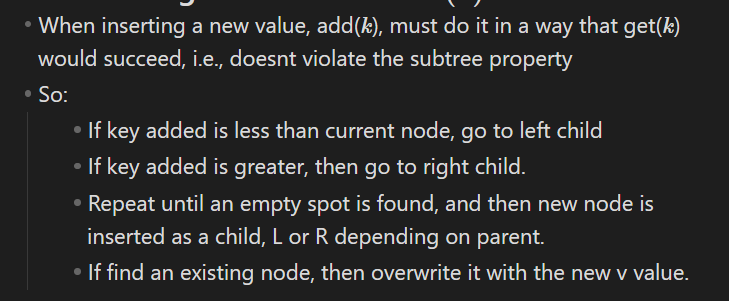 When inserting a new value, add(k), must do it in a way that get(k)
would succeed, i.e., doesnt violate the subtree property
So:
If key added is less than current node, go to left child
If key added is greater, then go to right child.
Repeat until an empty spot is found, and then new node is
inserted as a child, L or R depending on parent.
If find an existing node, then overwrite it with the new v value.